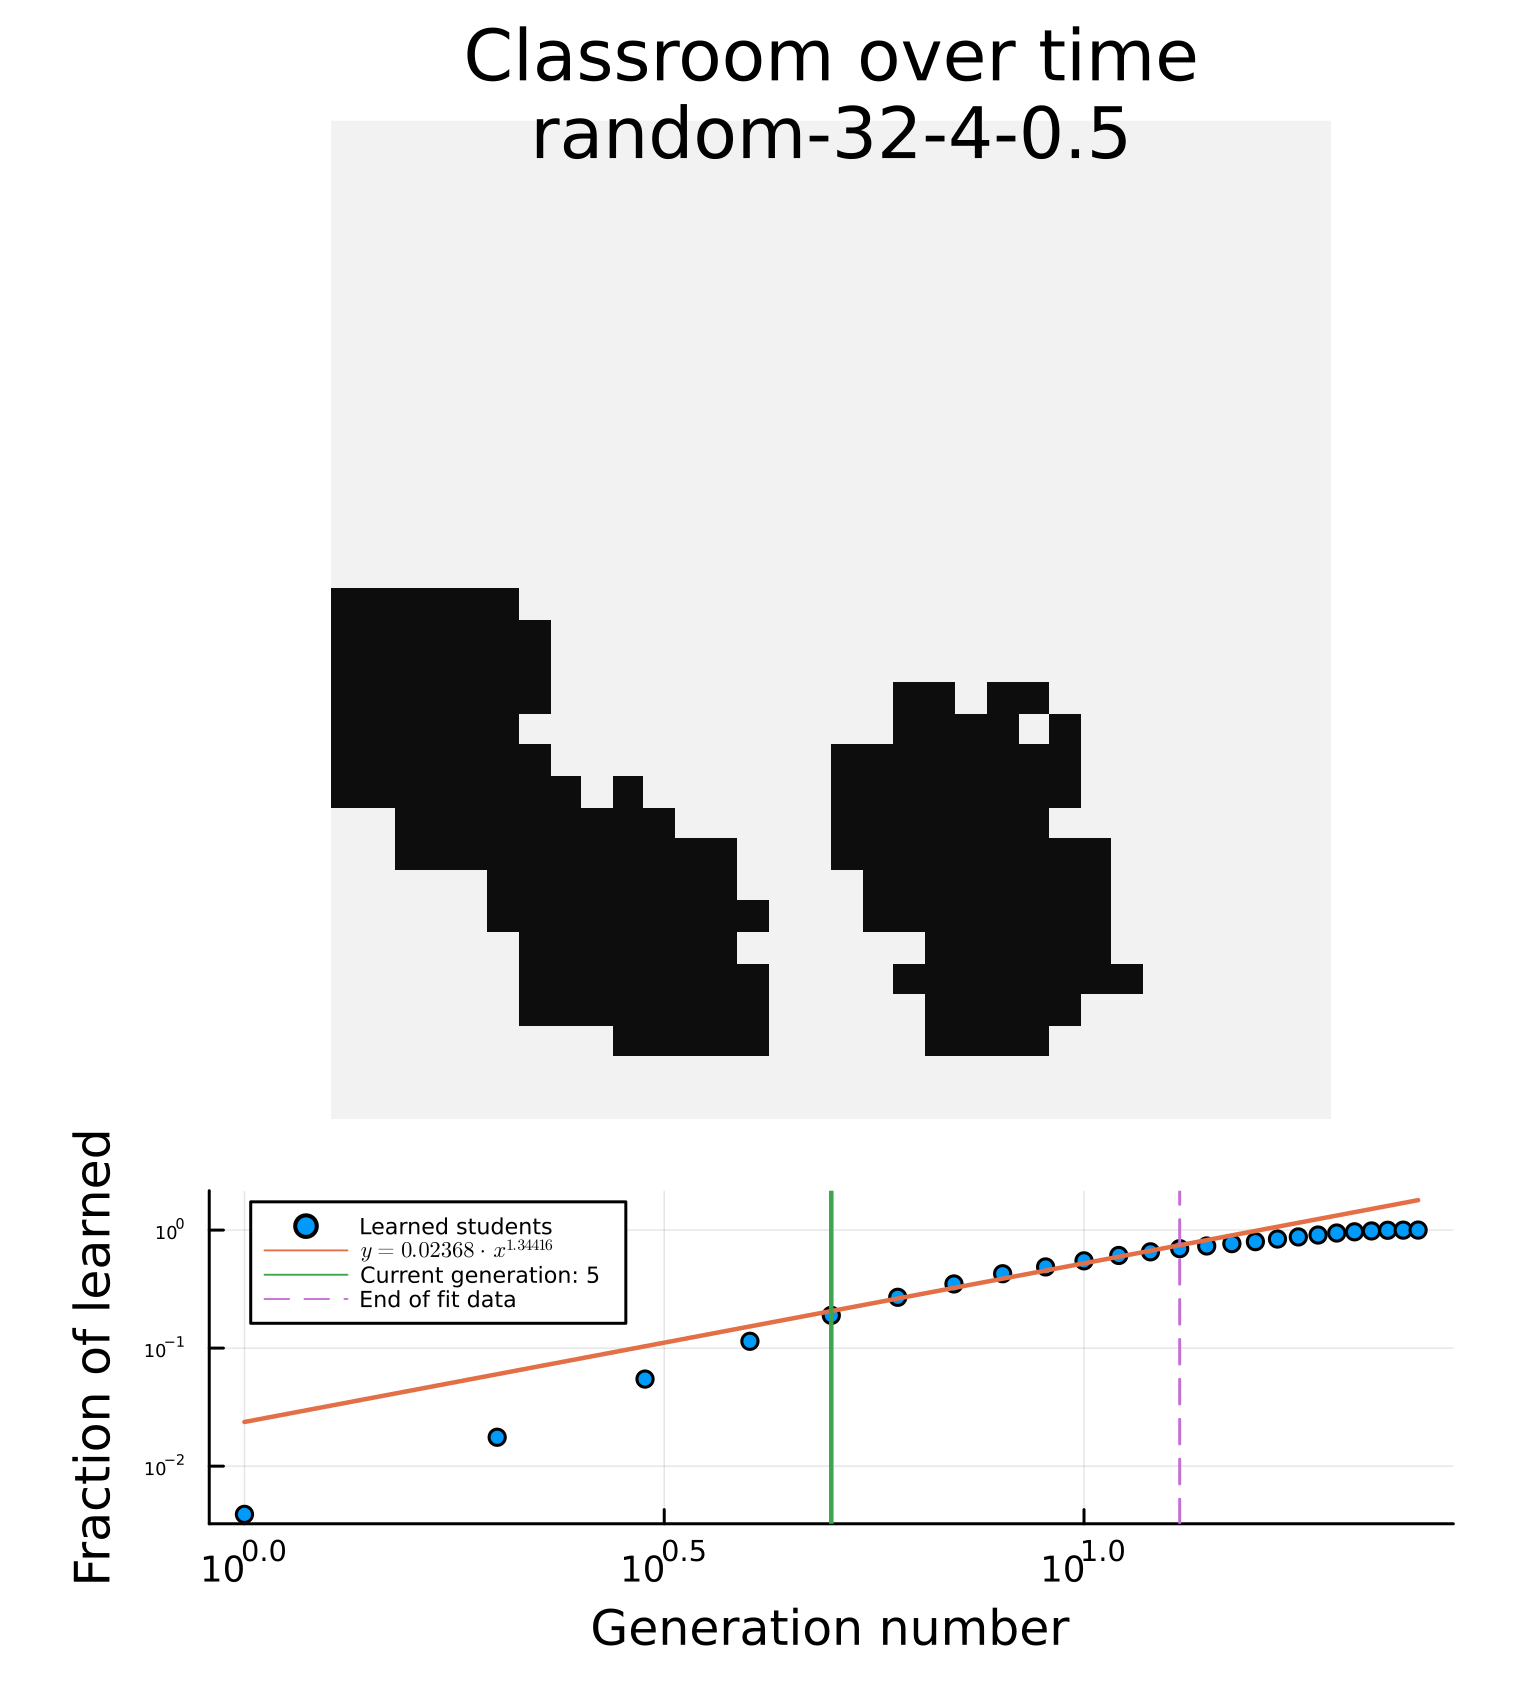 Classroom over time
random-32-4-0.5
Fraction of learned
10⁰
10⁻¹
10⁻²
Learned students
y = 0.02368 · x^1.34416
Current generation: 5
End of fit data
10^0.0
10^0.5
10^1.0
Generation number